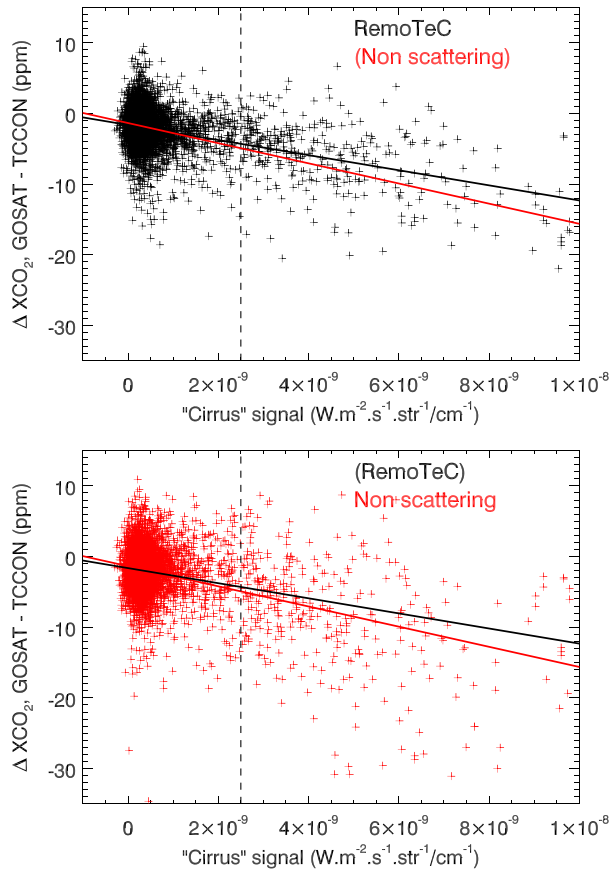 RemoTeC
(Non scattering)
Δ XCO₂, GOSAT - TCCON (ppm)
10
0
-10
-20
-30
0
2×10⁻⁹
4×10⁻⁹
6×10⁻⁹
8×10⁻⁹
1×10⁻⁸
"Cirrus" signal (W.m⁻².s⁻¹.str⁻¹/cm⁻¹)
(RemoTeC)
Non-scattering
Δ XCO₂, GOSAT - TCCON (ppm)
10
0
-10
-20
-30
0
2×10⁻⁹
4×10⁻⁹
6×10⁻⁹
8×10⁻⁹
1×10⁻⁸
"Cirrus" signal (W.m⁻².s⁻¹.str⁻¹/cm⁻¹)